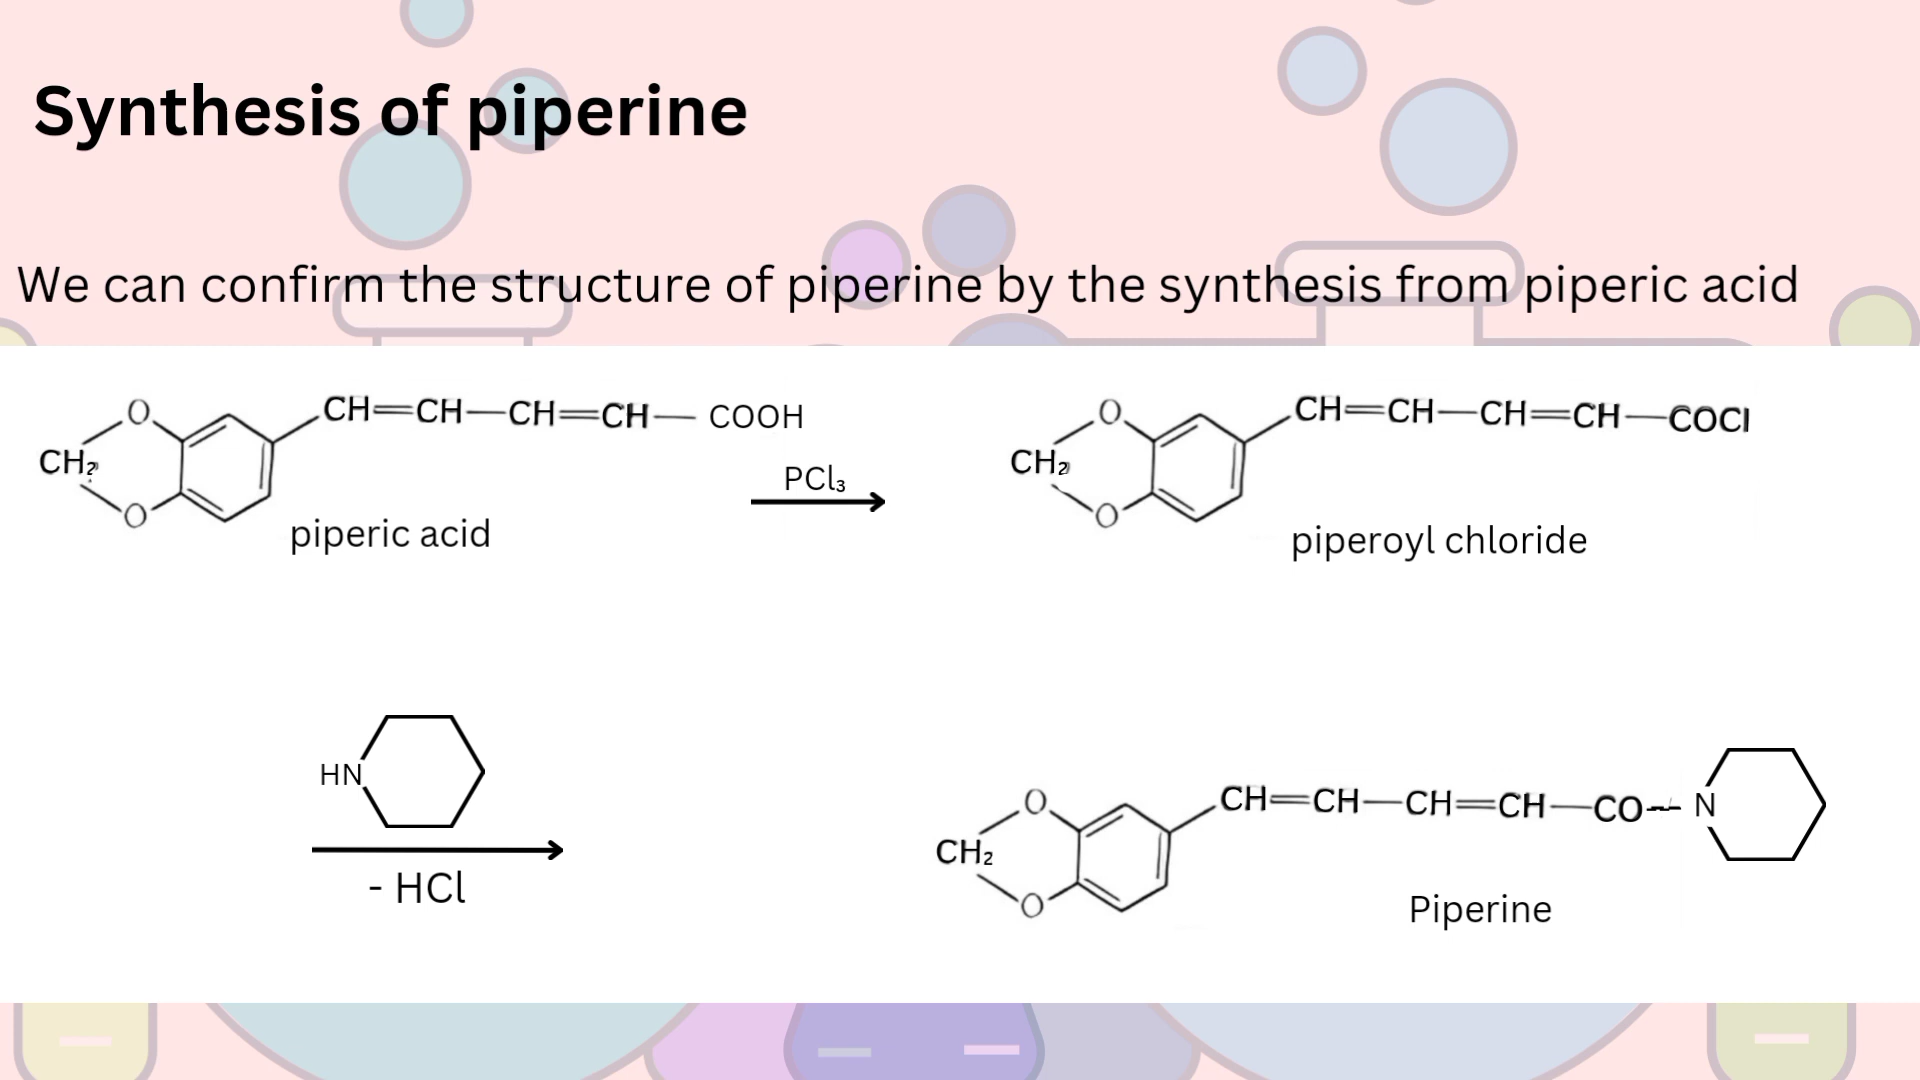 Synthesis of piperine
We can confirm the structure of piperine by the synthesis from piperic acid
O
CH=CH—CH=CH— COOH
CH₂
O
piperic acid
PCl₃
O
CH=CH—CH=CH—COCl
CH₂
O
piperoyl chloride
HN
- HCl
O
CH=CH—CH=CH—CO--- N
CH₂
O
Piperine